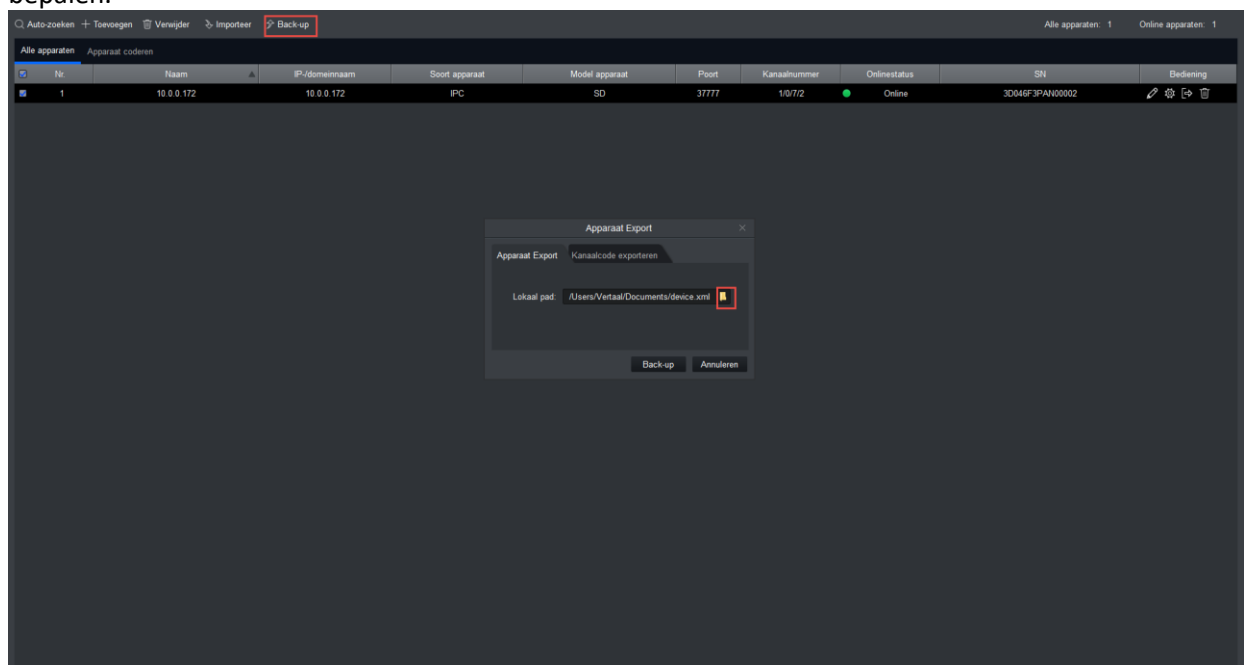 bepalen.
Auto-zoeken Toevoegen Verwijder Importeer Back-up Alle apparaten: 1 Online apparaten: 1
Alle apparaten Apparaat coderen
Nr. Naam IP-/domeinnaam Soort apparaat Model apparaat Poort Kanaalnummer Onlinestatus SN Bediening
1 10.0.0.172 10.0.0.172 IPC SD 37777 1/0/7/2 Online 3D046F3PAN00002
Apparaat Export
Apparaat Export Kanaalcode exporteren
Lokaal pad: /Users/Vertaal/Documents/device.xml
Back-up Annuleren